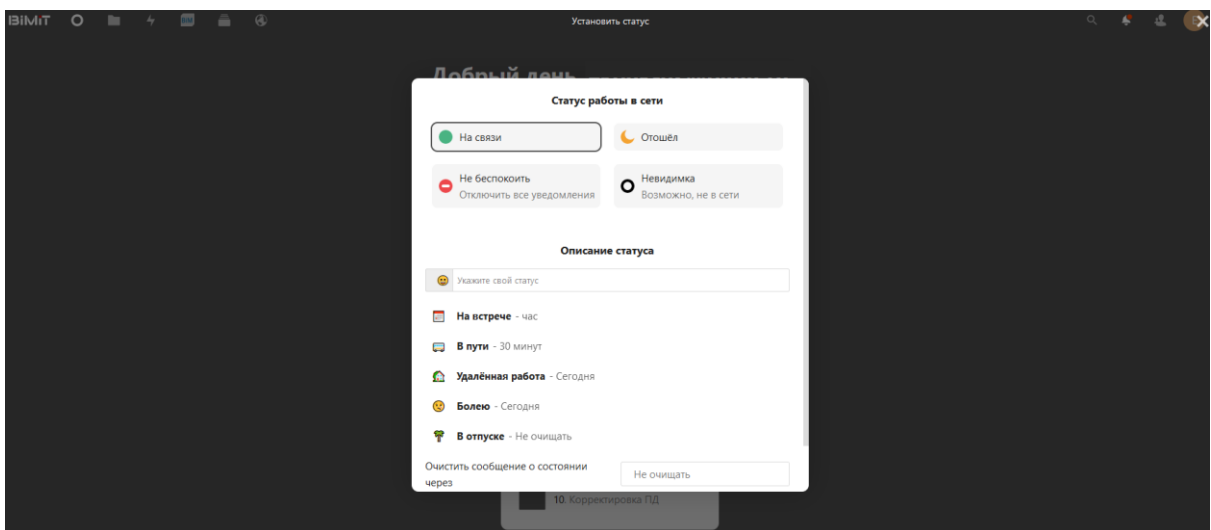 BIMiT
Установить статус
Добрый день,
Статус работы в сети
На связи
Отошёл
Не беспокоить
Отключить все уведомления
Невидимка
Возможно, не в сети
Описание статуса
Укажите свой статус
На встрече - час
В пути - 30 минут
Удалённая работа - Сегодня
Болею - Сегодня
В отпуске - Не очищать
Очистить сообщение о состоянии
через
Не очищать
10. Корректировка ПД